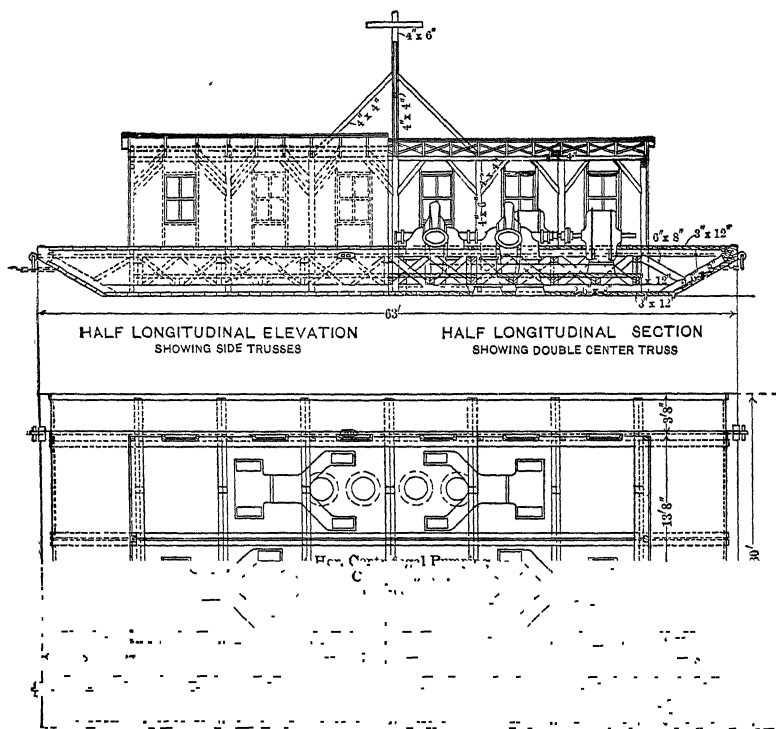 4"x 6"
4"x 4"
4"x 4"
6"x 8"
3"x 12"
3"x 12"
63'
HALF LONGITUDINAL ELEVATION
SHOWING SIDE TRUSSES
HALF LONGITUDINAL SECTION
SHOWING DOUBLE CENTER TRUSS
3'8"
13'8"
30'